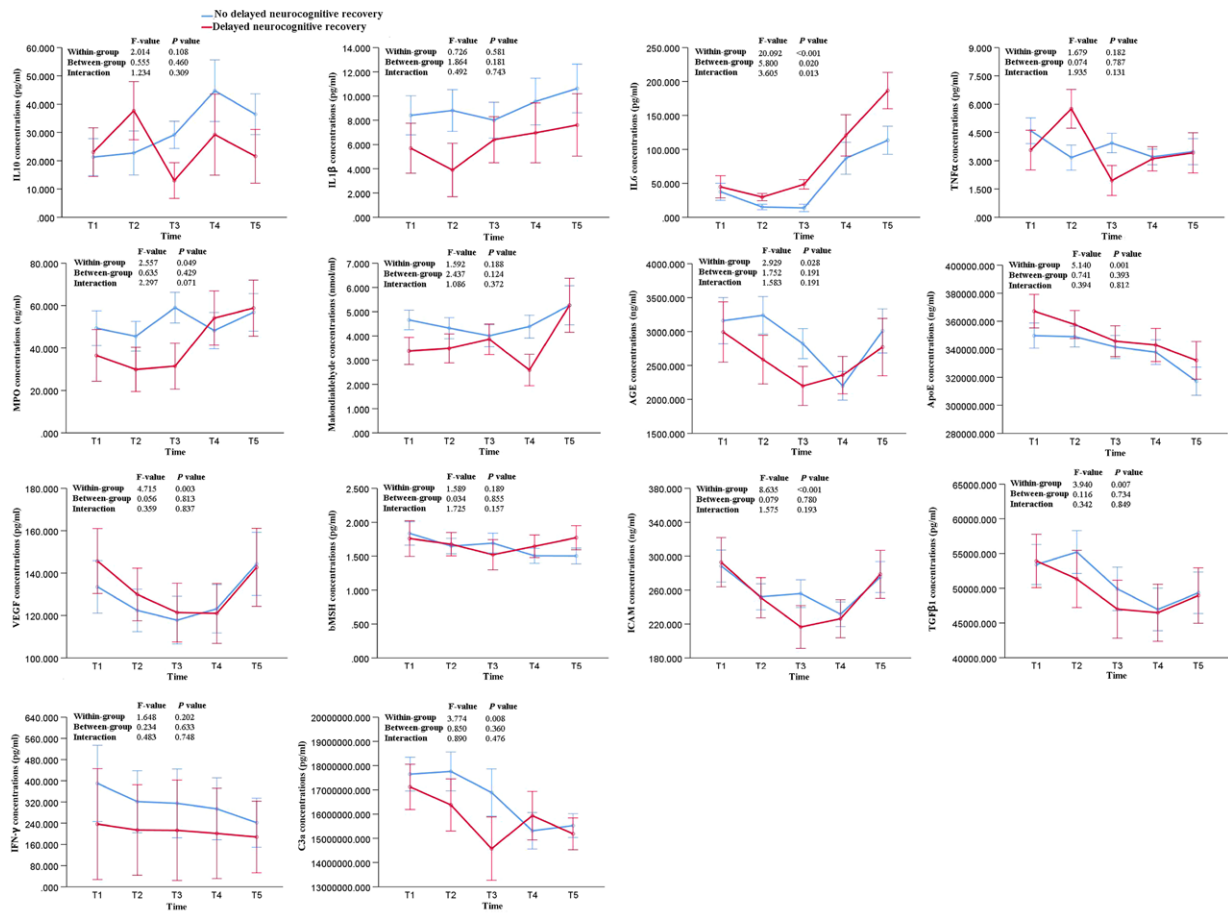 No delayed neurocognitive recovery
Delayed neurocognitive recovery
F-value P value
Within-group 2.014 0.108
Between-group 0.555 0.460
Interaction 1.234 0.309
IL10 concentrations (pg/ml)
60.000
50.000
40.000
30.000
20.000
10.000
.000
T1 T2 T3 T4 T5
Time
F-value P value
Within-group 0.726 0.581
Between-group 1.864 0.181
Interaction 0.492 0.743
IL1β concentrations (pg/ml)
14.000
12.000
10.000
8.000
6.000
4.000
2.000
.000
T1 T2 T3 T4 T5
Time
F-value P value
Within-group 20.092 <0.001
Between-group 5.800 0.020
Interaction 3.605 0.013
IL6 concentrations (pg/ml)
250.000
200.000
150.000
100.000
50.000
.000
T1 T2 T3 T4 T5
Time
F-value P value
Within-group 1.679 0.182
Between-group 0.074 0.787
Interaction 1.935 0.131
TNFα concentrations (pg/ml)
9.000
7.500
6.000
4.500
3.000
1.500
.000
T1 T2 T3 T4 T5
Time
F-value P value
Within-group 2.557 0.049
Between-group 0.635 0.429
Interaction 2.297 0.071
MPO concentrations (ng/ml)
80.000
60.000
40.000
20.000
.000
T1 T2 T3 T4 T5
Time
F-value P value
Within-group 1.592 0.188
Between-group 2.437 0.124
Interaction 1.086 0.372
Malondialdehyde concentrations (nmol/ml)
7.000
6.000
5.000
4.000
3.000
2.000
1.000
.000
T1 T2 T3 T4 T5
Time
F-value P value
Within-group 2.929 0.028
Between-group 1.752 0.191
Interaction 1.583 0.191
AGE concentrations (pg/ml)
4000.000
3500.000
3000.000
2500.000
2000.000
1500.000
T1 T2 T3 T4 T5
Time
F-value P value
Within-group 5.140 0.001
Between-group 0.741 0.393
Interaction 0.394 0.812
ApoE concentrations (pg/ml)
400000.000
380000.000
360000.000
340000.000
320000.000
300000.000
280000.000
T1 T2 T3 T4 T5
Time
F-value P value
Within-group 4.715 0.003
Between-group 0.056 0.813
Interaction 0.359 0.837
VEGF concentrations (pg/ml)
180.000
160.000
140.000
120.000
100.000
T1 T2 T3 T4 T5
Time
F-value P value
Within-group 1.589 0.189
Between-group 0.034 0.855
Interaction 1.725 0.157
bMSH concentrations (pg/ml)
2.500
2.000
1.500
1.000
.500
.000
T1 T2 T3 T4 T5
Time
F-value P value
Within-group 8.635 <0.001
Between-group 0.079 0.780
Interaction 1.575 0.193
ICAM concentrations (ng/ml)
380.000
340.000
300.000
260.000
220.000
180.000
T1 T2 T3 T4 T5
Time
F-value P value
Within-group 3.940 0.007
Between-group 0.116 0.734
Interaction 0.342 0.849
TGFβ1 concentrations (pg/ml)
65000.000
60000.000
55000.000
50000.000
45000.000
40000.000
T1 T2 T3 T4 T5
Time
F-value P value
Within-group 1.648 0.202
Between-group 0.234 0.633
Interaction 0.483 0.748
IFN-γ concentrations (pg/ml)
640.000
560.000
480.000
400.000
320.000
240.000
160.000
80.000
.000
T1 T2 T3 T4 T5
Time
F-value P value
Within-group 3.774 0.008
Between-group 0.850 0.360
Interaction 0.890 0.476
C3a concentrations (pg/ml)
20000000.000
19000000.000
18000000.000
17000000.000
16000000.000
15000000.000
14000000.000
13000000.000
T1 T2 T3 T4 T5
Time